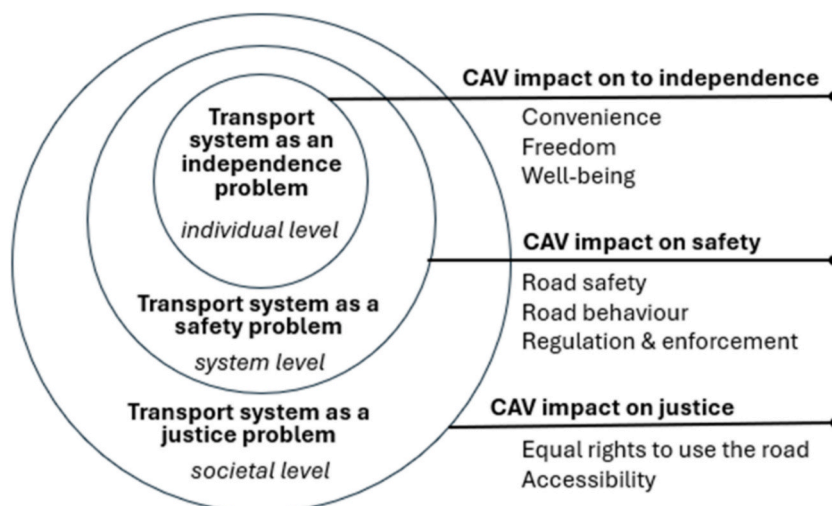 Transport
system as an
independence
problem
individual level
Transport system as a
safety problem
system level
Transport system as a
justice problem
societal level
CAV impact on to independence
Convenience
Freedom
Well-being
CAV impact on safety
Road safety
Road behaviour
Regulation & enforcement
CAV impact on justice
Equal rights to use the road
Accessibility